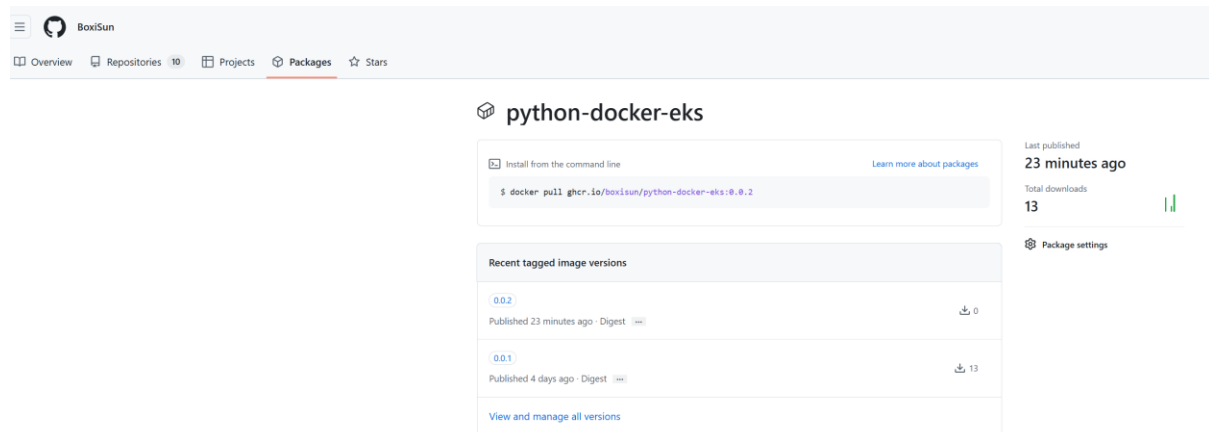 BoxiSun
Overview Repositories 10 Projects Packages Stars
python-docker-eks
Install from the command line Learn more about packages
$ docker pull ghcr.io/boxisun/python-docker-eks:0.0.2
Last published
23 minutes ago
Total downloads
13
Package settings
Recent tagged image versions
0.0.2
Published 23 minutes ago · Digest ···
0
0.0.1
Published 4 days ago · Digest ···
13
View and manage all versions